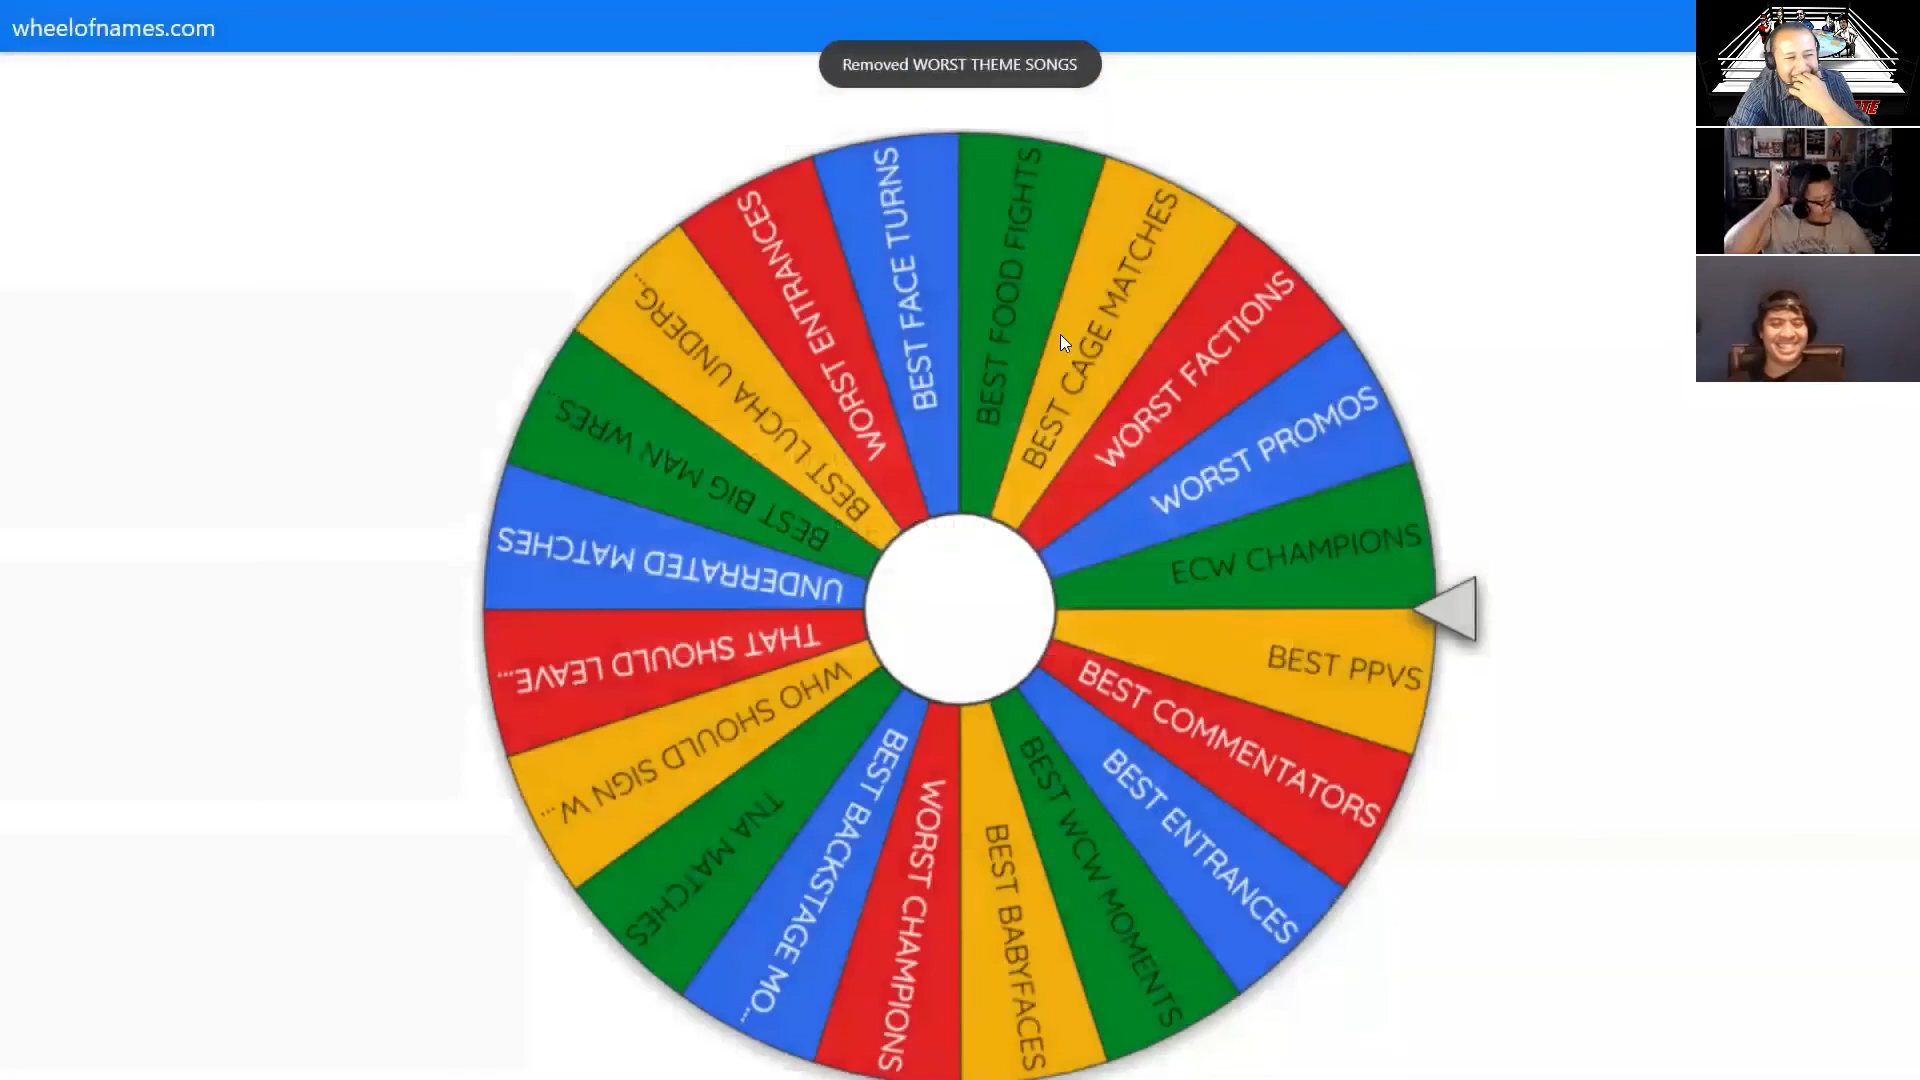 wheelofnames.com
Removed WORST THEME SONGS
BEST FOOD FIGHTS
BEST CAGE MATCHES
WORST FACTIONS
WORST PROMOS
ECW CHAMPIONS
BEST PPVS
BEST COMMENTATORS
BEST ENTRANCES
BEST WCW MOMENTS
BEST BABYFACES
WORST CHAMPIONS
BEST BACKSTAGE MO...
TNA MATCHES
WHO SHOULD SIGN W...
THAT SHOULD LEAVE...
UNDERRATED MATCHES
BEST BIG MAN WRES...
BEST LUCHA UNDERG...
WORST ENTRANCES
BEST FACE TURNS